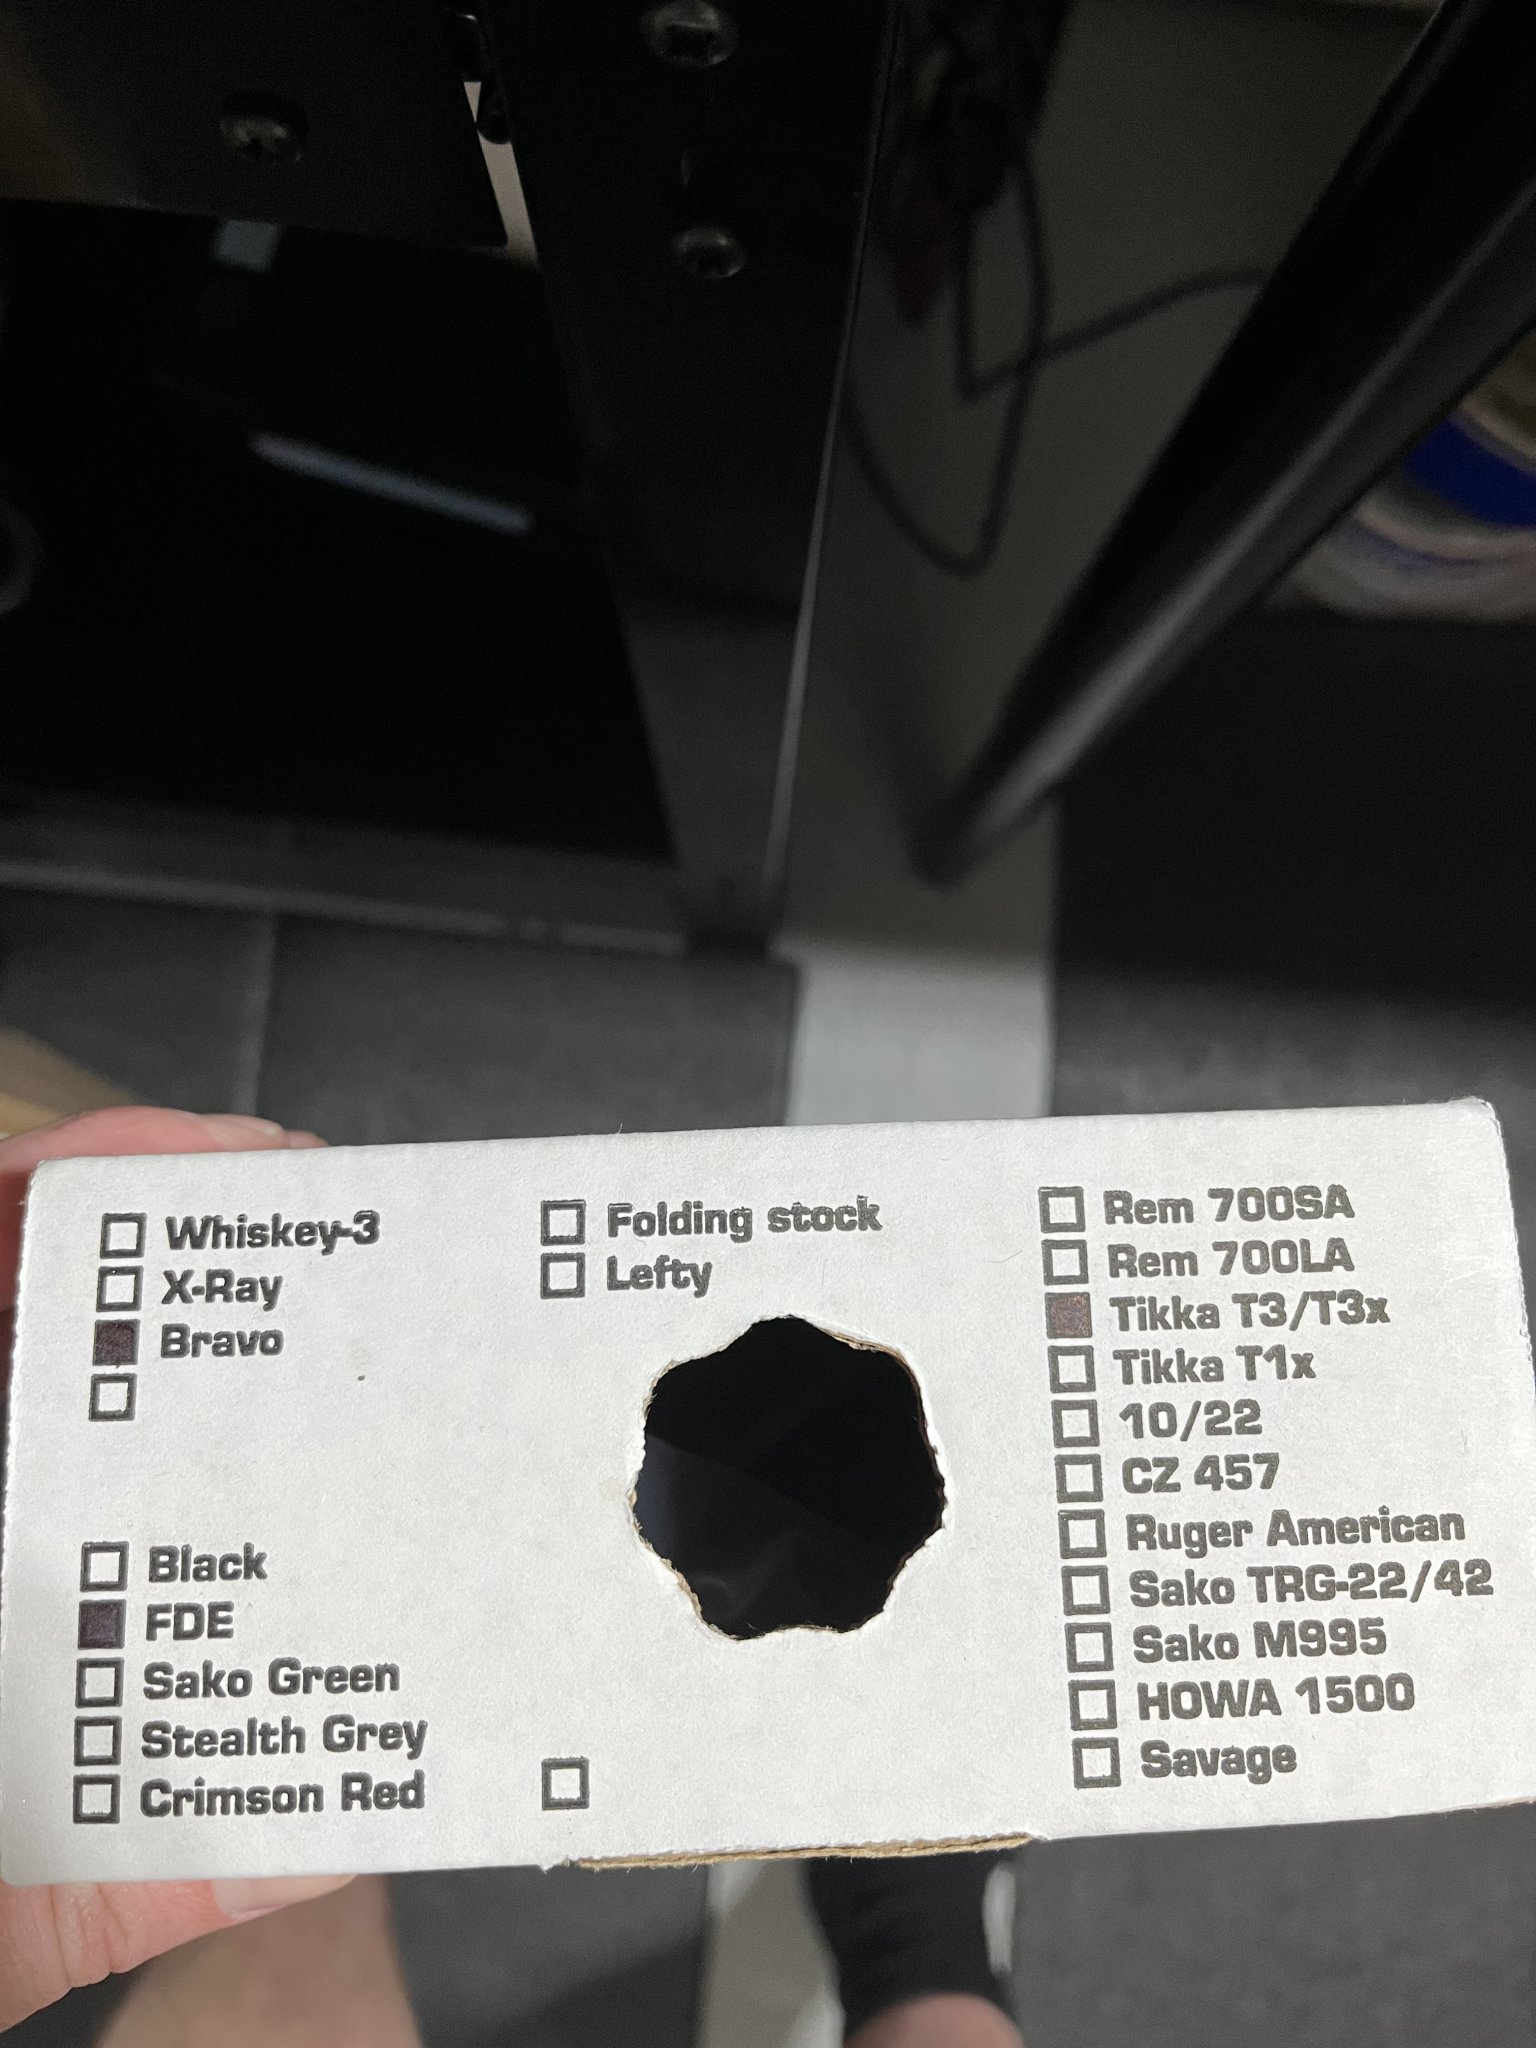 Whiskey-3
X-Ray
Bravo
Black
FDE
Sako Green
Stealth Grey
Crimson Red
Folding stock
Lefty
Rem 700SA
Rem 700LA
Tikka T3/T3x
Tikka T1x
10/22
CZ 457
Ruger American
Sako TRG-22/42
Sako M995
HOWA 1500
Savage